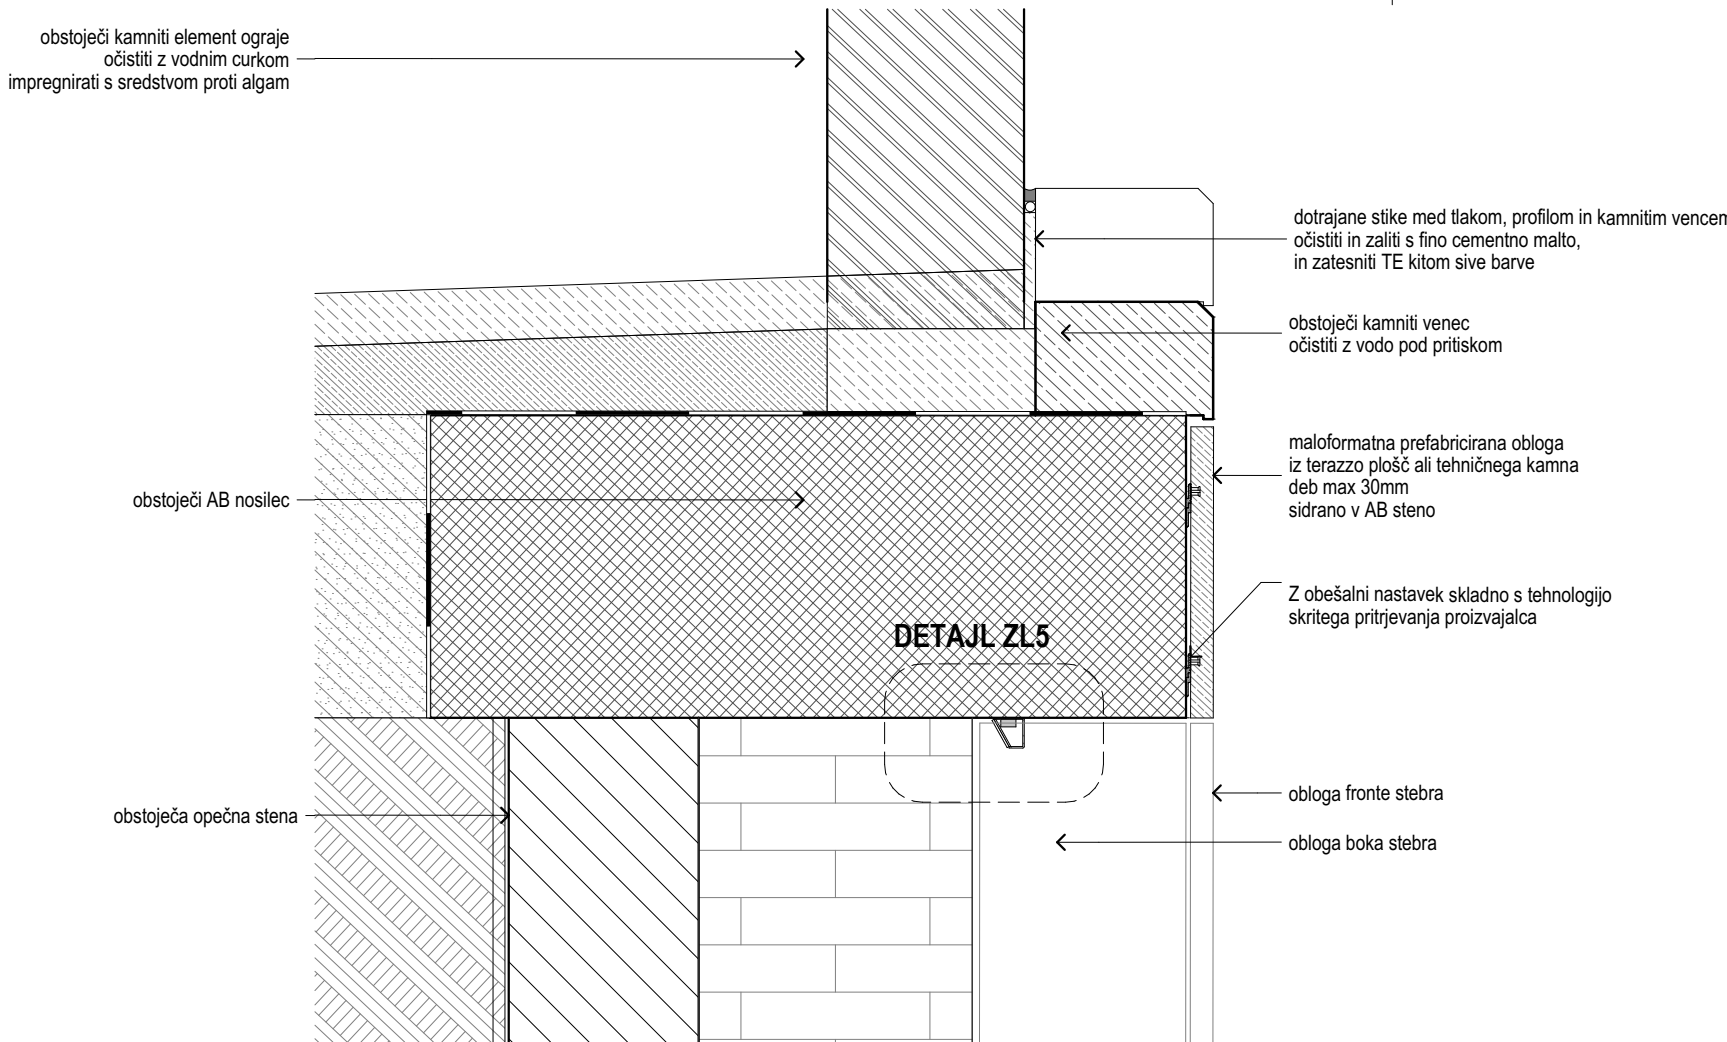 obstoječi kamniti element ograje
očistiti z vodnim curkom
impregnirati s sredstvom proti algam
dotrajane stike med tlakom, profilom in kamnitim vencem
očistiti in zaliti s fino cementno malto,
in zatesniti TE kitom sive barve
obstoječi kamniti venec
očistiti z vodo pod pritiskom
maloformatna prefabricirana obloga
iz terazzo plošč ali tehničnega kamna
deb max 30mm
sidrano v AB steno
obstoječi AB nosilec
Z obešalni nastavek skladno s tehnologijo
skritega pritrjevanja proizvajalca
DETAJL ZL5
obloga fronte stebra
obstoječa opečna stena
obloga boka stebra